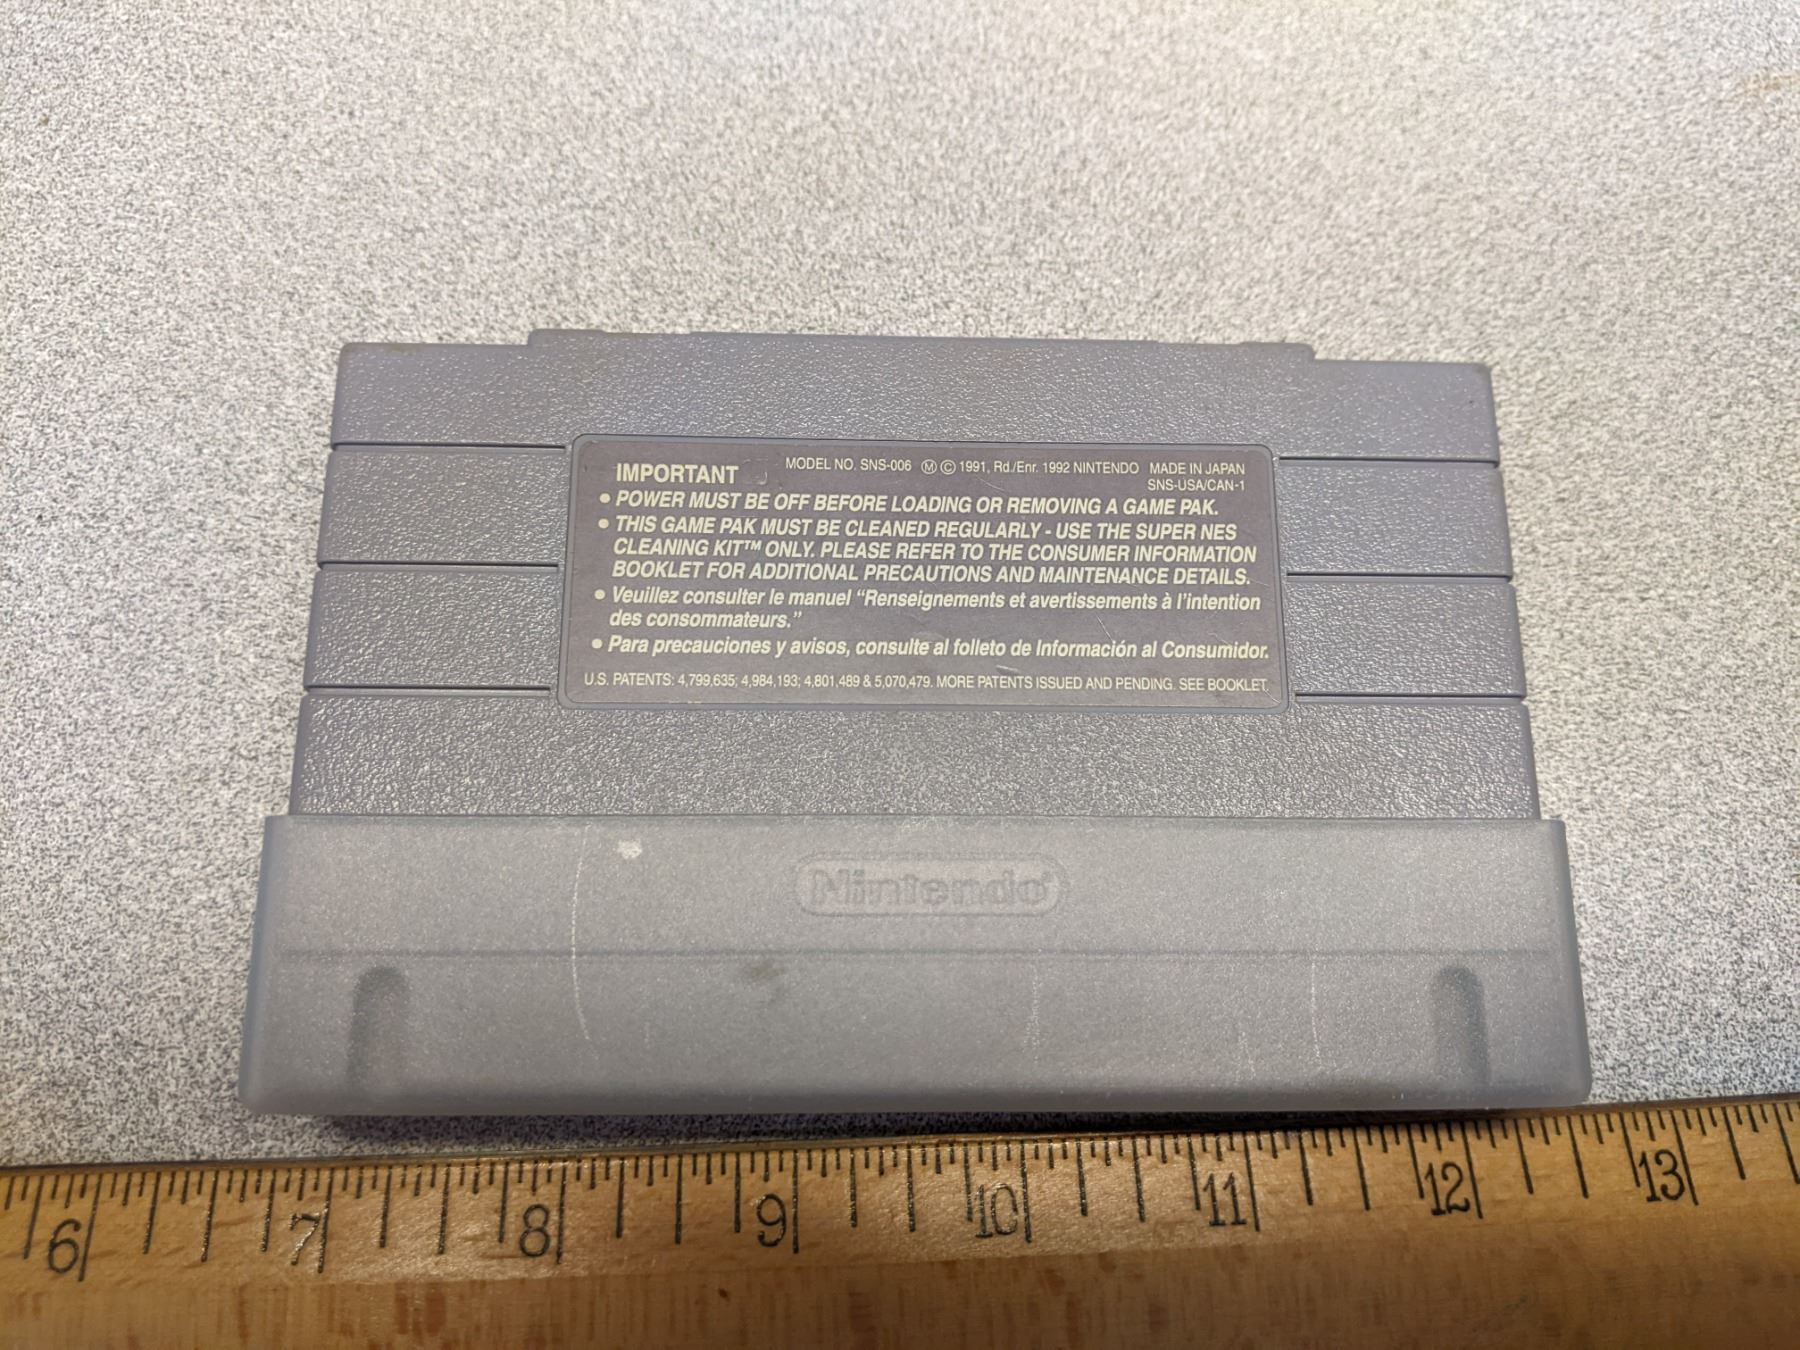 IMPORTANT MODEL NO. SNS-006 Ⓜ © 1991, Rd./Enr. 1992 NINTENDO MADE IN JAPAN
SNS-USA/CAN-1
• POWER MUST BE OFF BEFORE LOADING OR REMOVING A GAME PAK.
• THIS GAME PAK MUST BE CLEANED REGULARLY - USE THE SUPER NES
CLEANING KIT™ ONLY. PLEASE REFER TO THE CONSUMER INFORMATION
BOOKLET FOR ADDITIONAL PRECAUTIONS AND MAINTENANCE DETAILS.
• Veuillez consulter le manuel “Renseignements et avertissements à l’intention
des consommateurs.”
• Para precauciones y avisos, consulte al folleto de Información al Consumidor.
U.S. PATENTS: 4,799,635; 4,984,193; 4,801,489 & 5,070,479. MORE PATENTS ISSUED AND PENDING. SEE BOOKLET.
Nintendo®
6 7 8 9 10 11 12 13